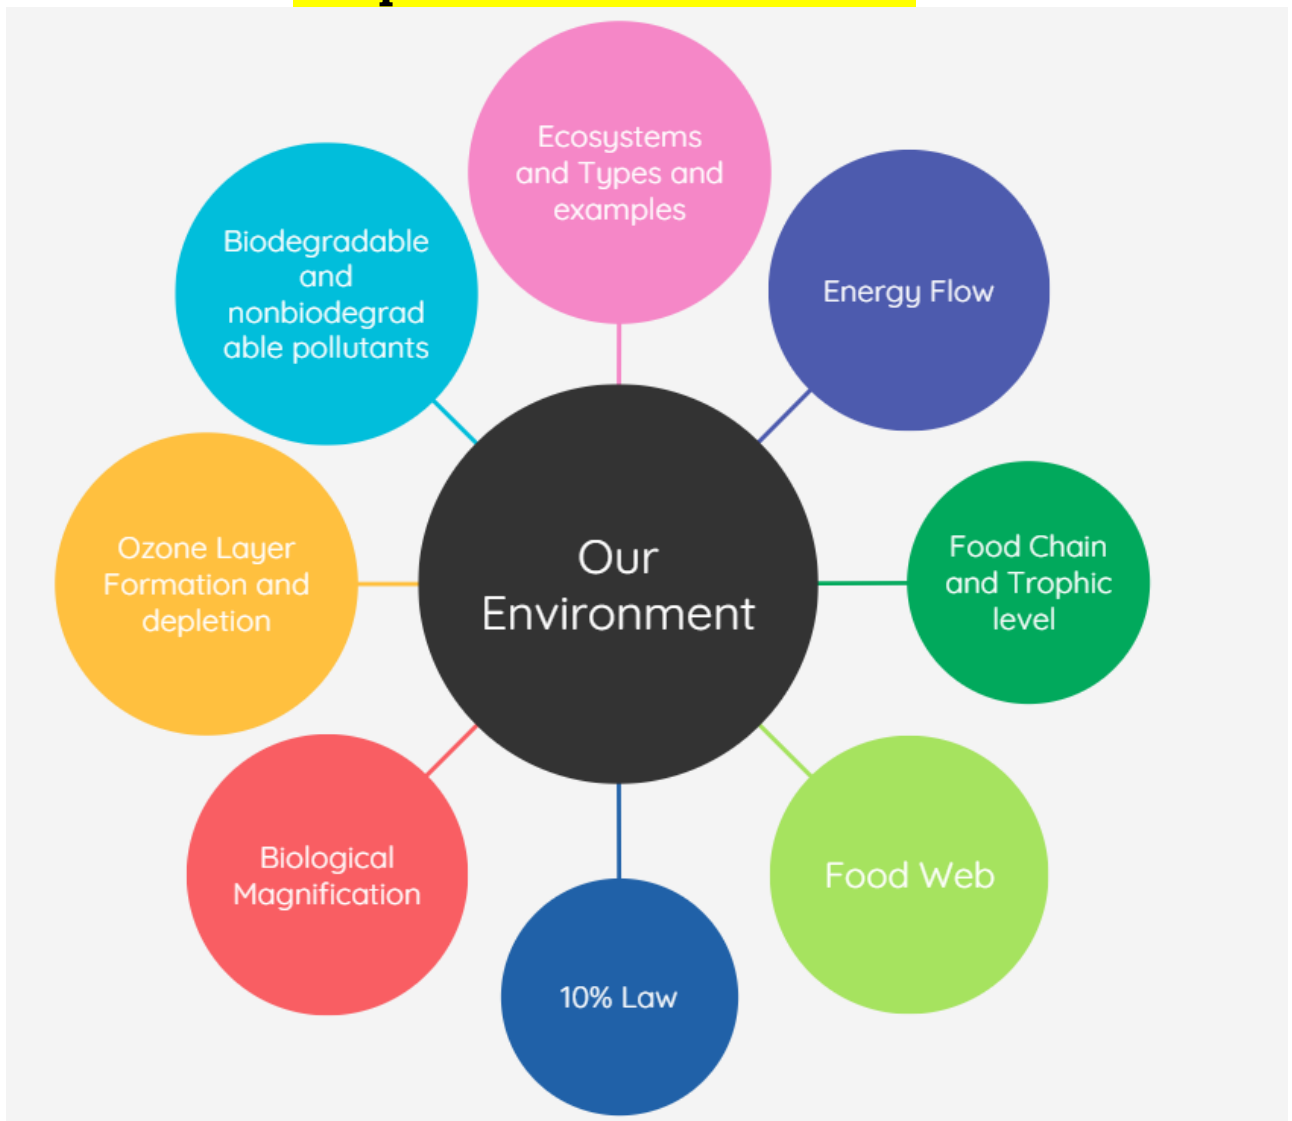 Ecosystems
and Types and
examples
Energy Flow
Food Chain
and Trophic
level
Food Web
10% Law
Biological
Magnification
Ozone Layer
Formation and
depletion
Biodegradable
and
nonbiodegrad
able pollutants
Our
Environment